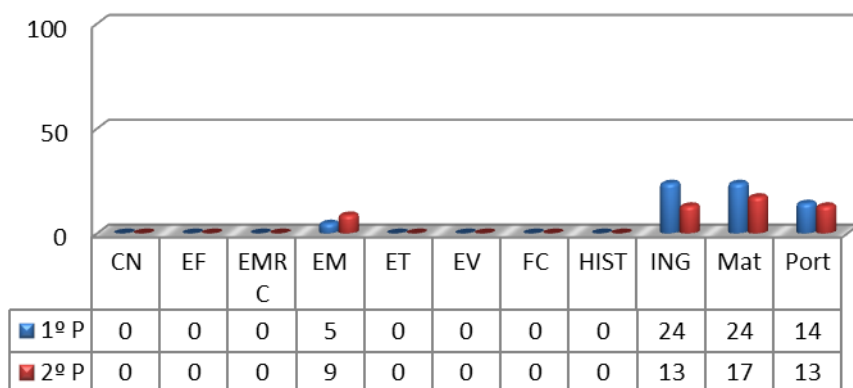 100
50
0
CN EF EMR EM ET EV FC HIST ING Mat Port
C
1º P 0 0 0 5 0 0 0 0 24 24 14
2º P 0 0 0 9 0 0 0 0 13 17 13